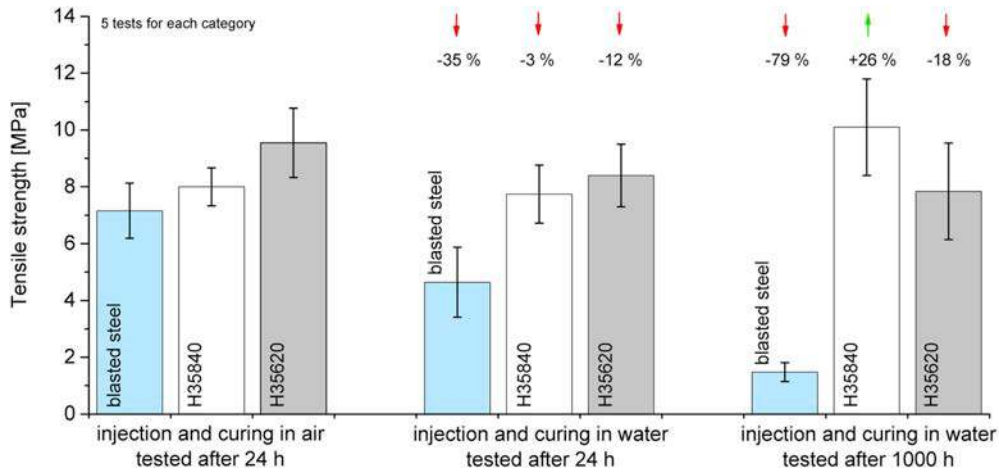 14
12
10
8
6
4
2
0
Tensile strength [MPa]
5 tests for each category
-35 %
-3 %
-12 %
-79 %
+26 %
-18 %
blasted steel
H35840
H35620
blasted steel
H35840
H35620
blasted steel
H35840
H35620
injection and curing in air
tested after 24 h
injection and curing in water
tested after 24 h
injection and curing in water
tested after 1000 h